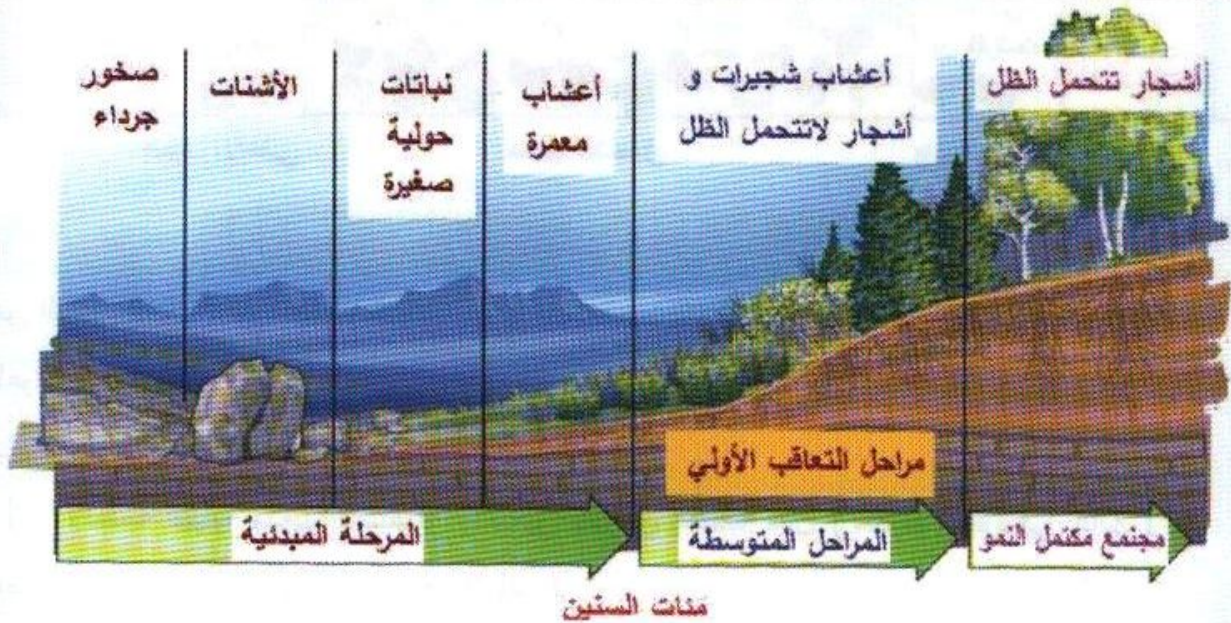 صخور
جرداء
الأشنات
نباتات
حولية
صغيرة
أعشاب
معمرة
أعشاب شجيرات و
أشجار لاتتحمل الظل
أشجار تتحمل الظل
مراحل التعاقب الأولي
المرحلة المبدئية
المراحل المتوسطة
مجتمع مكتمل النمو
مئات السنين